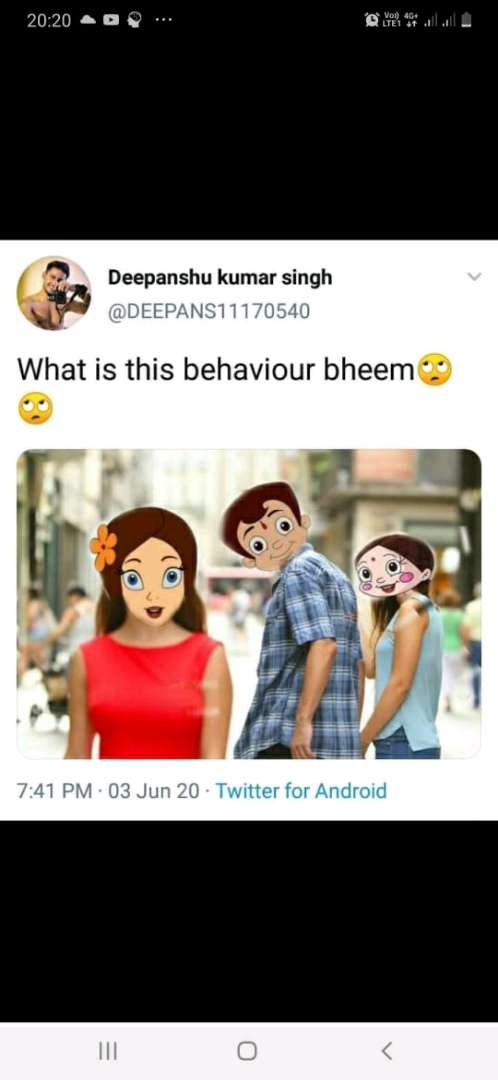 20:20
Vo)) 4G+
LTE1
Deepanshu kumar singh
@DEEPANS11170540
What is this behaviour bheem🙄
🙄
7:41 PM · 03 Jun 20 · Twitter for Android